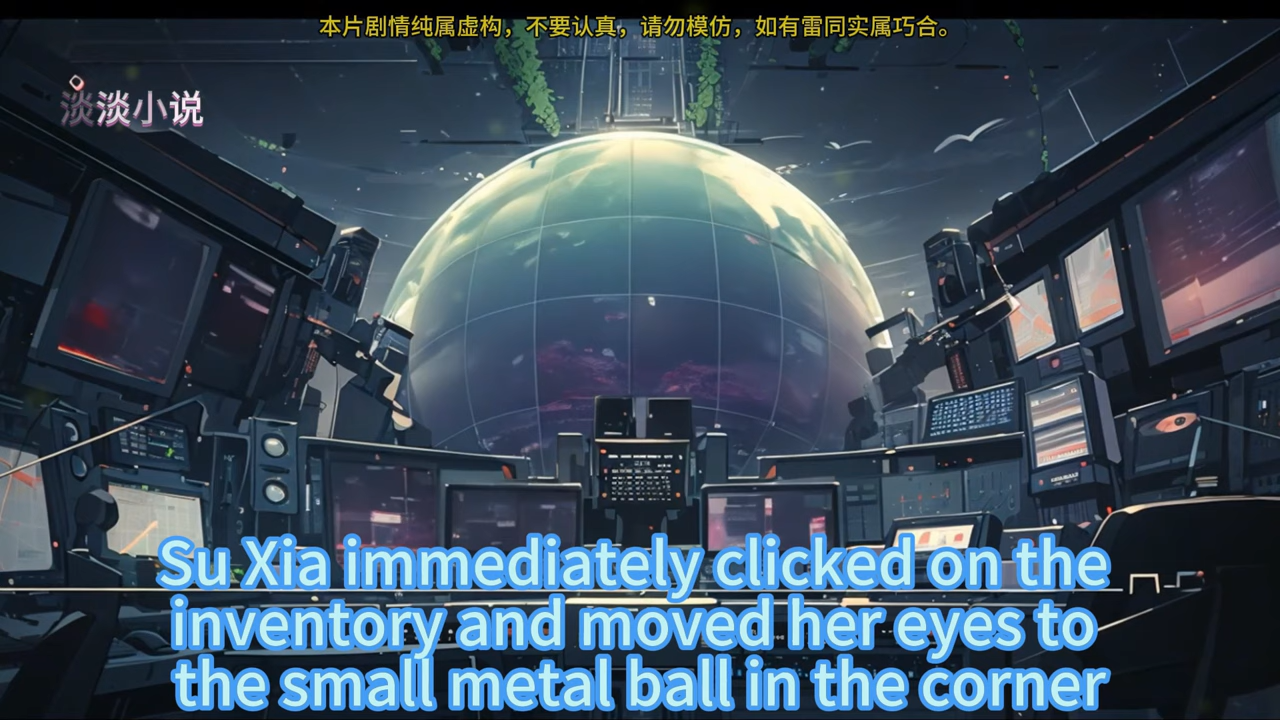 本片剧情纯属虚构，不要认真，请勿模仿，如有雷同实属巧合。
淡淡小说
Su Xia immediately clicked on the
inventory and moved her eyes to
the small metal ball in the corner